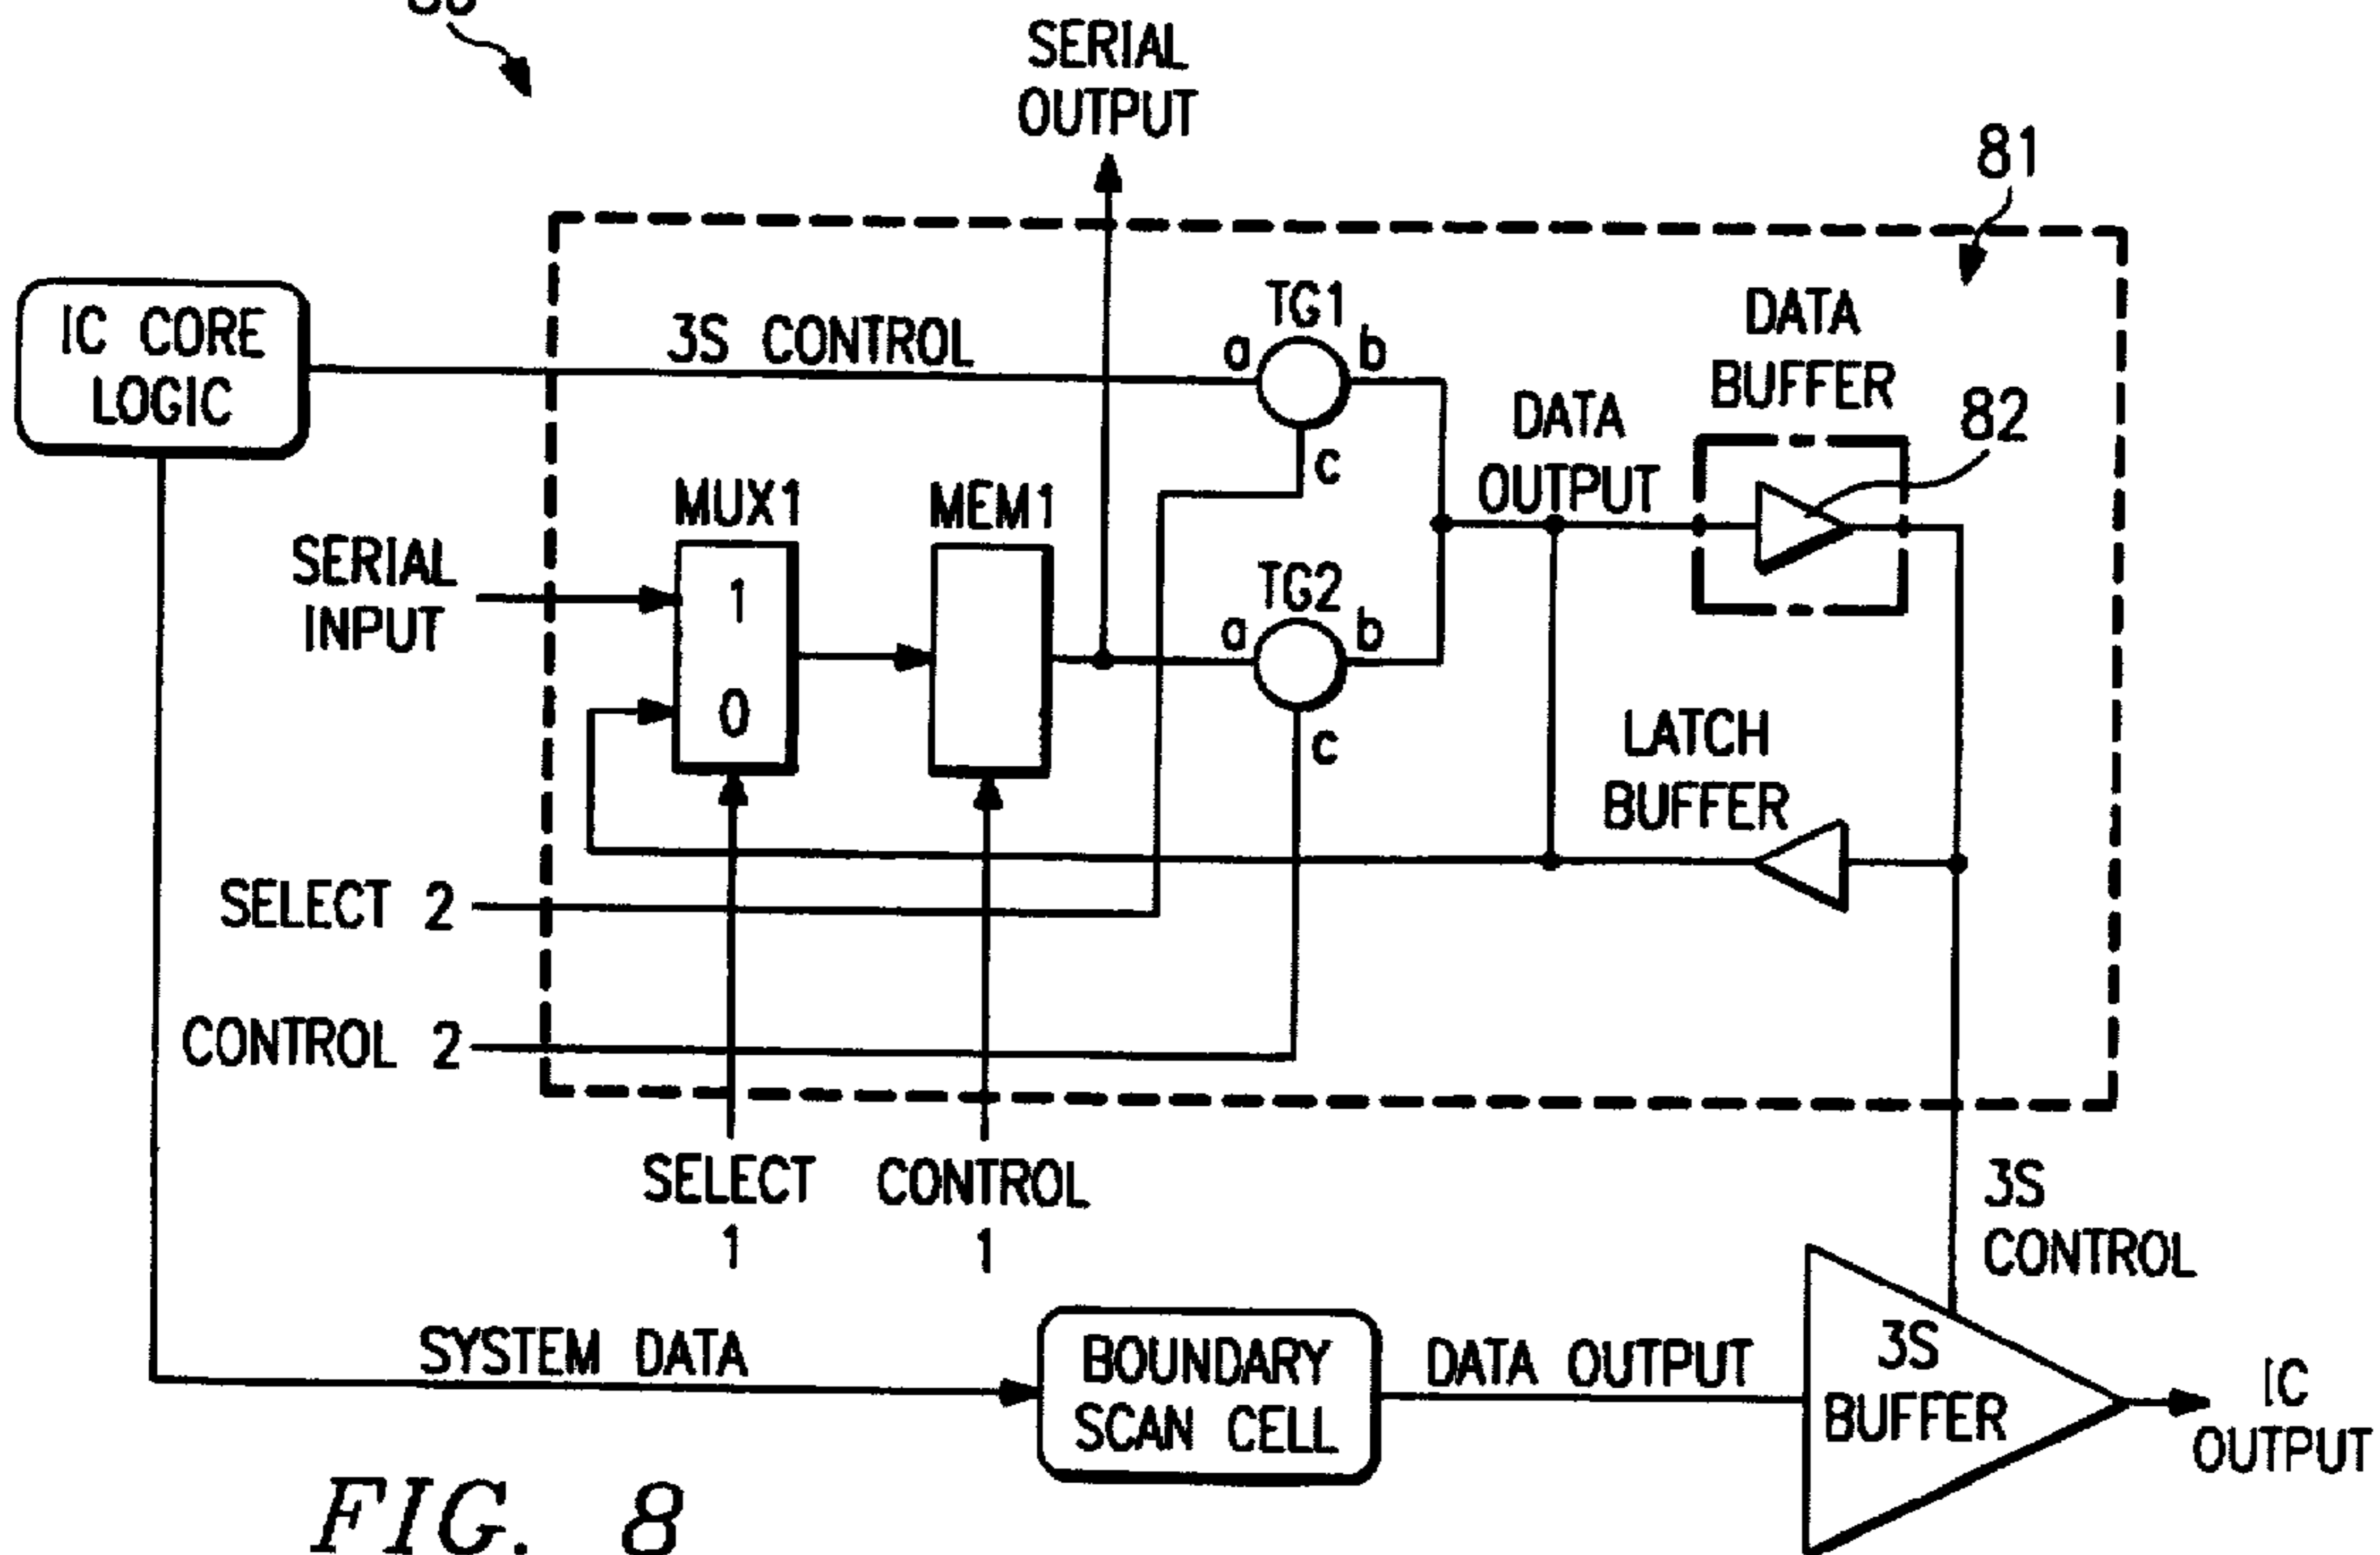 SERIAL
OUTPUT
81
IC CORE
LOGIC
3S CONTROL
TG1
a
b
c
DATA
BUFFER
82
DATA
OUTPUT
MUX1
MEM1
SERIAL
INPUT
1
0
TG2
a
b
c
LATCH
BUFFER
SELECT 2
CONTROL 2
SELECT
1
CONTROL
1
3S
CONTROL
SYSTEM DATA
BOUNDARY
SCAN CELL
DATA OUTPUT
3S
BUFFER
IC
OUTPUT
FIG. 8